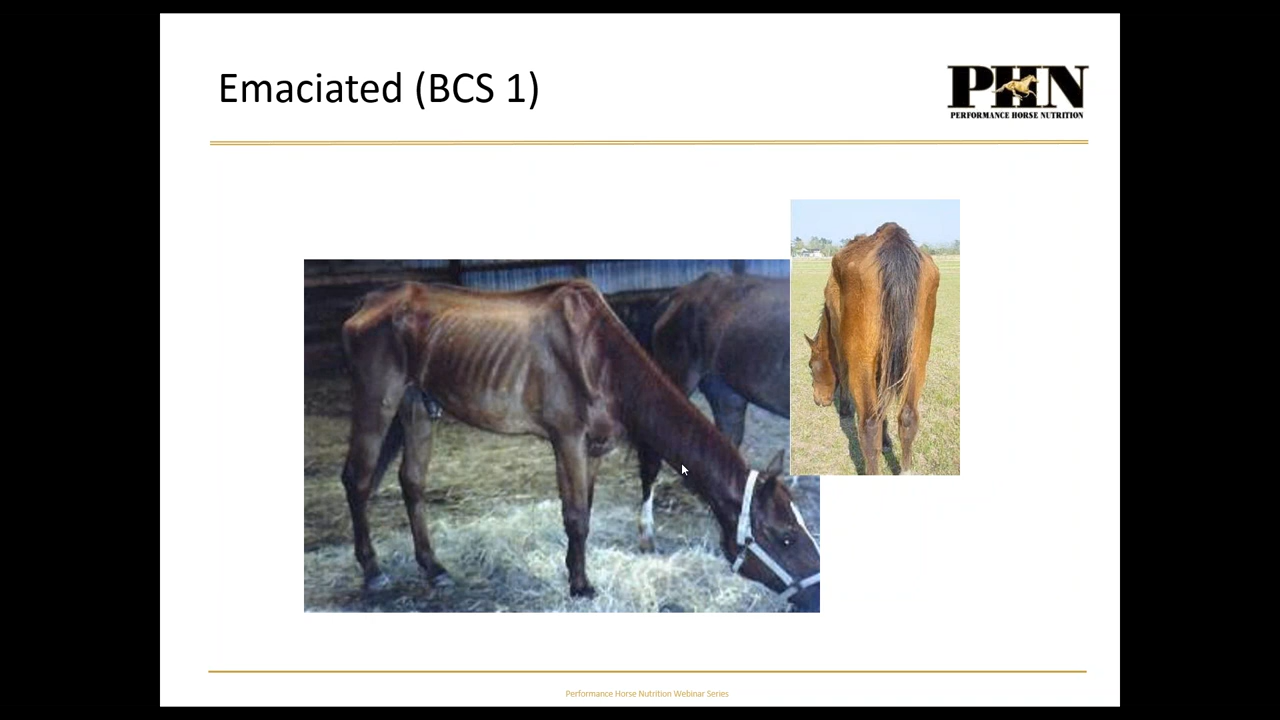 Emaciated (BCS 1)
PHN
PERFORMANCE HORSE NUTRITION
Performance Horse Nutrition Webinar Series